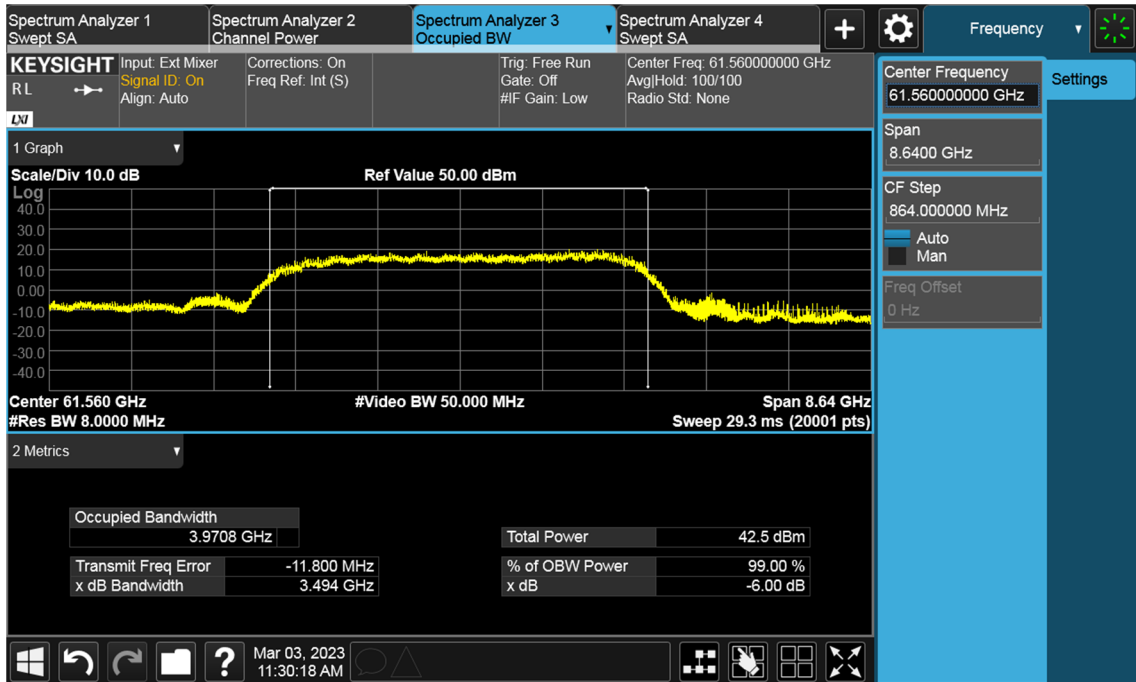 Spectrum Analyzer 1
Swept SA
Spectrum Analyzer 2
Channel Power
Spectrum Analyzer 3
Occupied BW
Spectrum Analyzer 4
Swept SA
+
Frequency
KEYSIGHT
RL
LXI
Input: Ext Mixer
Signal ID: On
Align: Auto
Corrections: On
Freq Ref: Int (S)
Trig: Free Run
Gate: Off
#IF Gain: Low
Center Freq: 61.560000000 GHz
Avg|Hold: 100/100
Radio Std: None
Center Frequency
61.560000000 GHz
Settings
Span
8.6400 GHz
CF Step
864.000000 MHz
Auto
Man
Freq Offset
0 Hz
1 Graph
Scale/Div 10.0 dB
Ref Value 50.00 dBm
Log
40.0
30.0
20.0
10.0
0.00
-10.0
-20.0
-30.0
-40.0
Center 61.560 GHz
#Video BW 50.000 MHz
Span 8.64 GHz
#Res BW 8.0000 MHz
Sweep 29.3 ms (20001 pts)
2 Metrics
Occupied Bandwidth
3.9708 GHz
Total Power 42.5 dBm
Transmit Freq Error -11.800 MHz
% of OBW Power 99.00 %
x dB Bandwidth 3.494 GHz
x dB -6.00 dB
?
Mar 03, 2023
11:30:18 AM